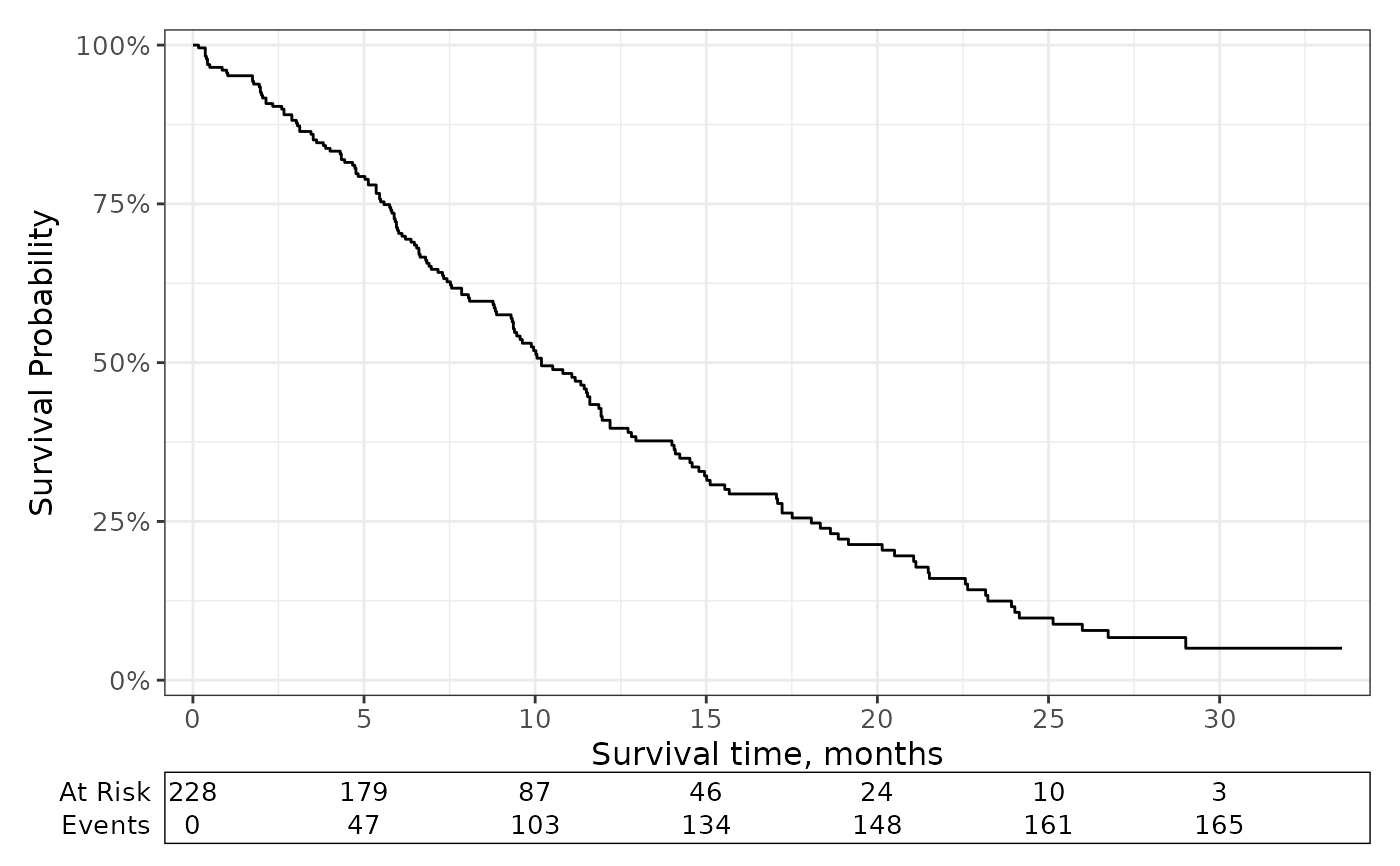 100%
75%
50%
25%
0%
Survival Probability
0 5 10 15 20 25 30
Survival time, months
At Risk 228 179 87 46 24 10 3
Events 0 47 103 134 148 161 165